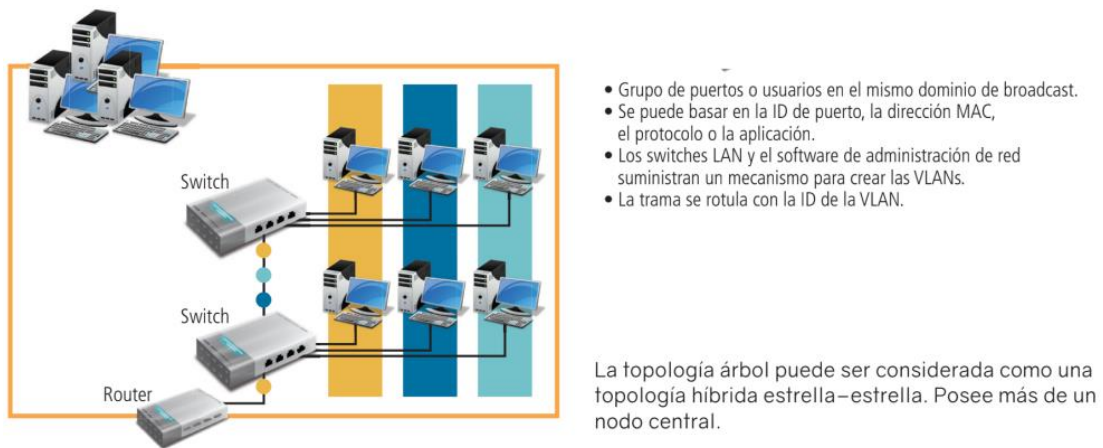 Switch
Switch
Router
• Grupo de puertos o usuarios en el mismo dominio de broadcast.
• Se puede basar en la ID de puerto, la dirección MAC,
el protocolo o la aplicación.
• Los switches LAN y el software de administración de red
suministran un mecanismo para crear las VLANs.
• La trama se rotula con la ID de la VLAN.
La topología árbol puede ser considerada como una
topología híbrida estrella–estrella. Posee más de un
nodo central.